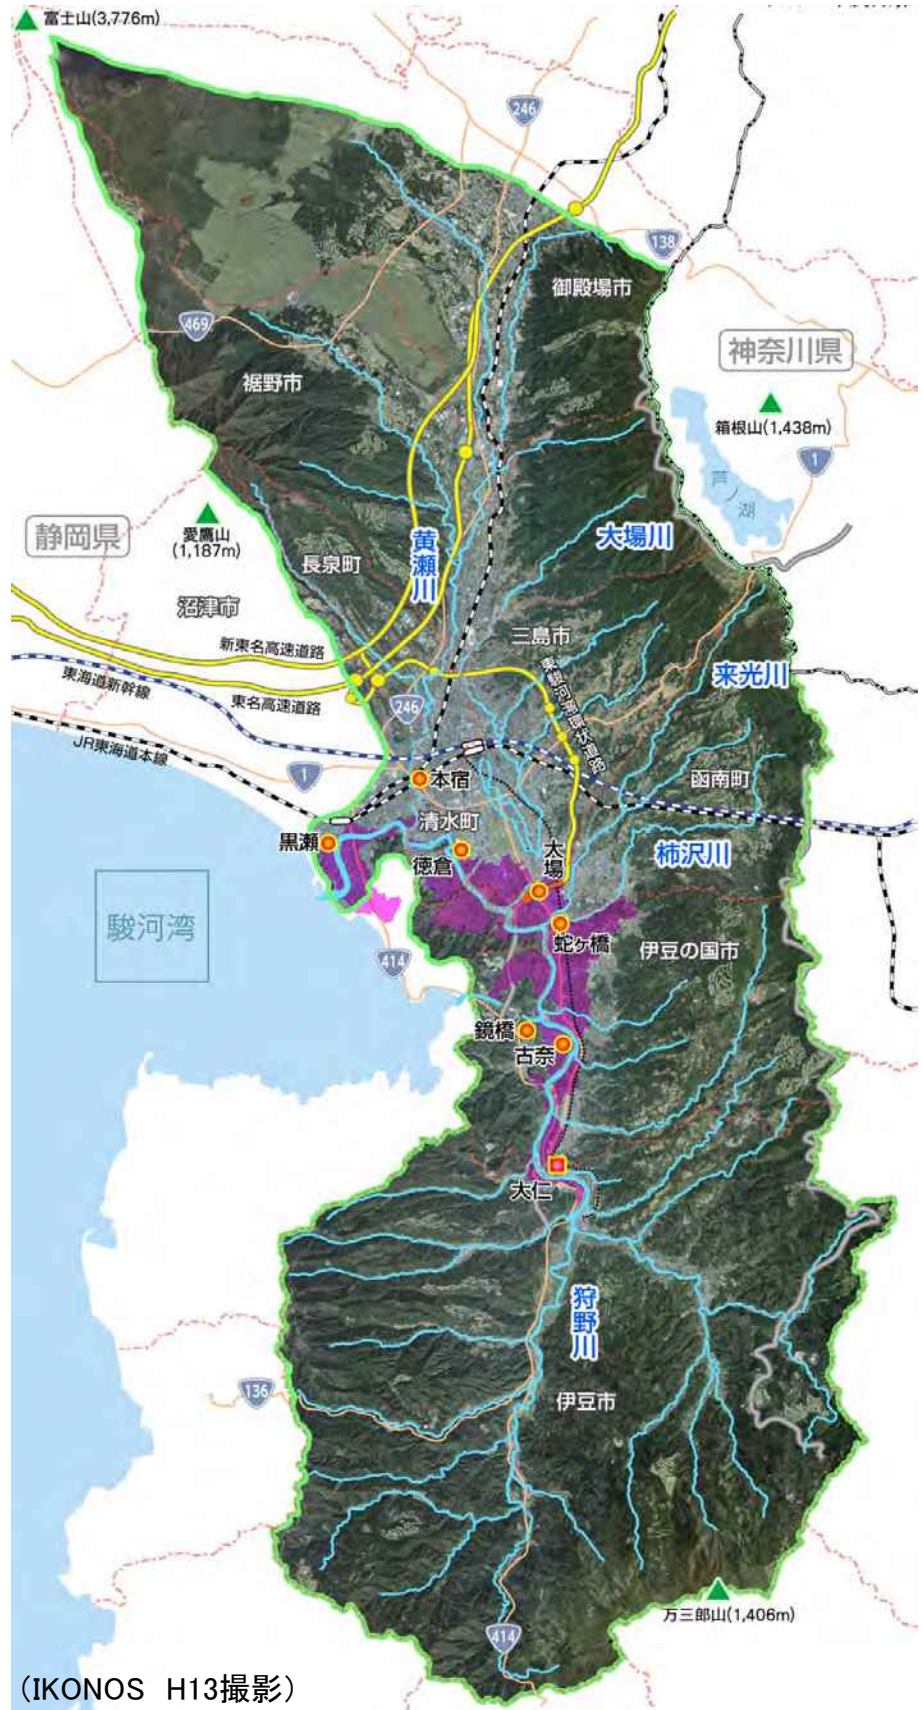 富士山(3,776m)
246
138
御殿場市
469
神奈川県
裾野市
箱根山(1,438m)
1
芦ノ湖
静岡県
愛鷹山
(1,187m)
黄瀬川
大場川
長泉町
沼津市
三島市
新東名高速道路
東海道新幹線
東名高速道路
東駿河湾環状道路
来光川
246
JR東海道本線
1
本宿
函南町
清水町
黒瀬
徳倉
大場
柿沢川
駿河湾
蛇ヶ橋
伊豆の国市
414
鏡橋
古奈
大仁
狩野川
136
伊豆市
万三郎山(1,406m)
414
(IKONOS H13撮影)